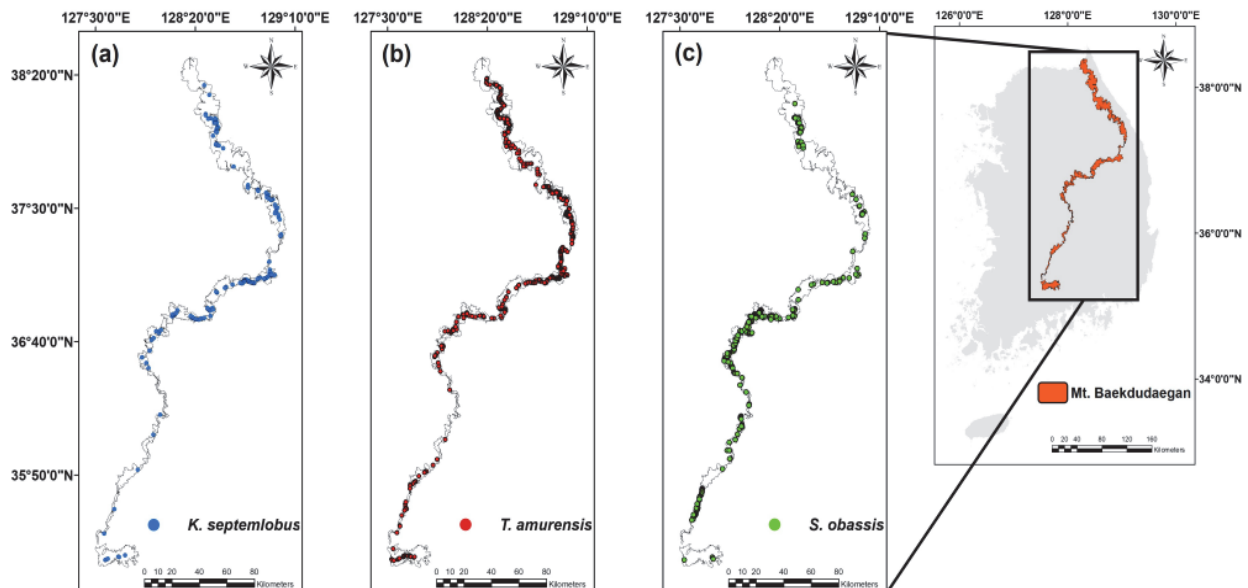 127°30'0"E 128°20'0"E 129°10'0"E
127°30'0"E 128°20'0"E 129°10'0"E
127°30'0"E 128°20'0"E 129°10'0"E
126°0'0"E 128°0'0"E 130°0'0"E
(a)
(b)
(c)
N
W E
S
N
W E
S
N
W E
S
N
W E
S
38°20'0"N
37°30'0"N
36°40'0"N
35°50'0"N
38°0'0"N
36°0'0"N
34°0'0"N
K. septemlobus
T. amurensis
S. obassis
Mt. Baekdudaegan
0 10 20 40 60 80
Kilometers
0 10 20 40 60 80
Kilometers
0 10 20 40 60 80
Kilometers
0 20 40 80 120 160
Kilometers